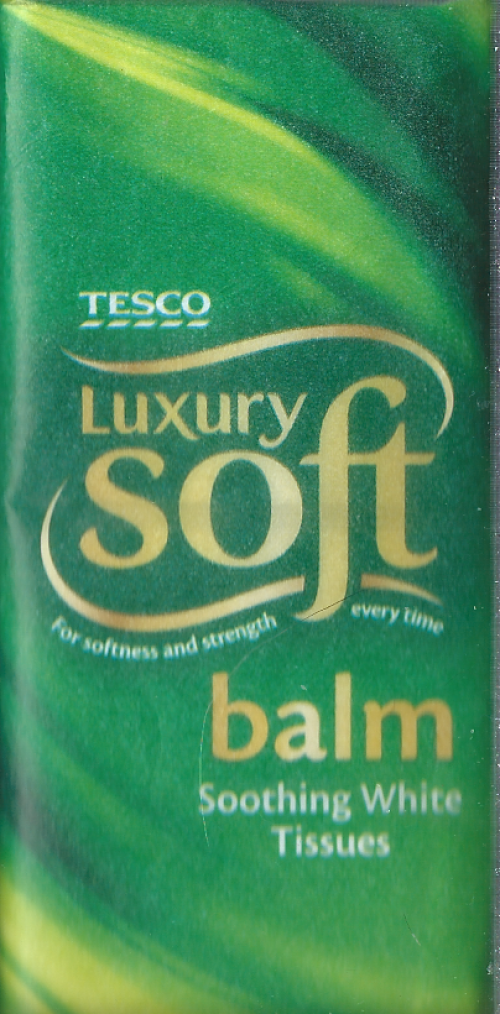 TESCO
Luxury
soft
For softness and strength every time
balm
Soothing White
Tissues